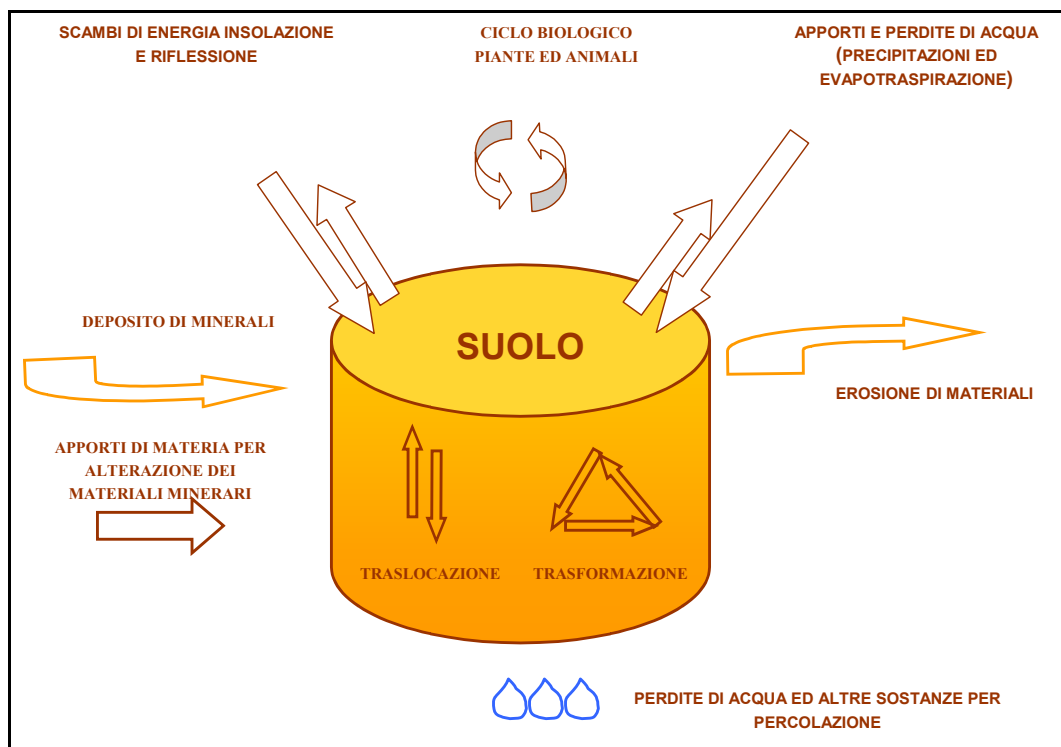 SCAMBI DI ENERGIA INSOLAZIONE
E RIFLESSIONE
CICLO BIOLOGICO
PIANTE ED ANIMALI
APPORTI E PERDITE DI ACQUA
(PRECIPITAZIONI ED
EVAPOTRASPIRAZIONE)
DEPOSITO DI MINERALI
SUOLO
EROSIONE DI MATERIALI
APPORTI DI MATERIA PER
ALTERAZIONE DEI
MATERIALI MINERARI
TRASLOCAZIONE
TRASFORMAZIONE
PERDITE DI ACQUA ED ALTRE SOSTANZE PER
PERCOLAZIONE